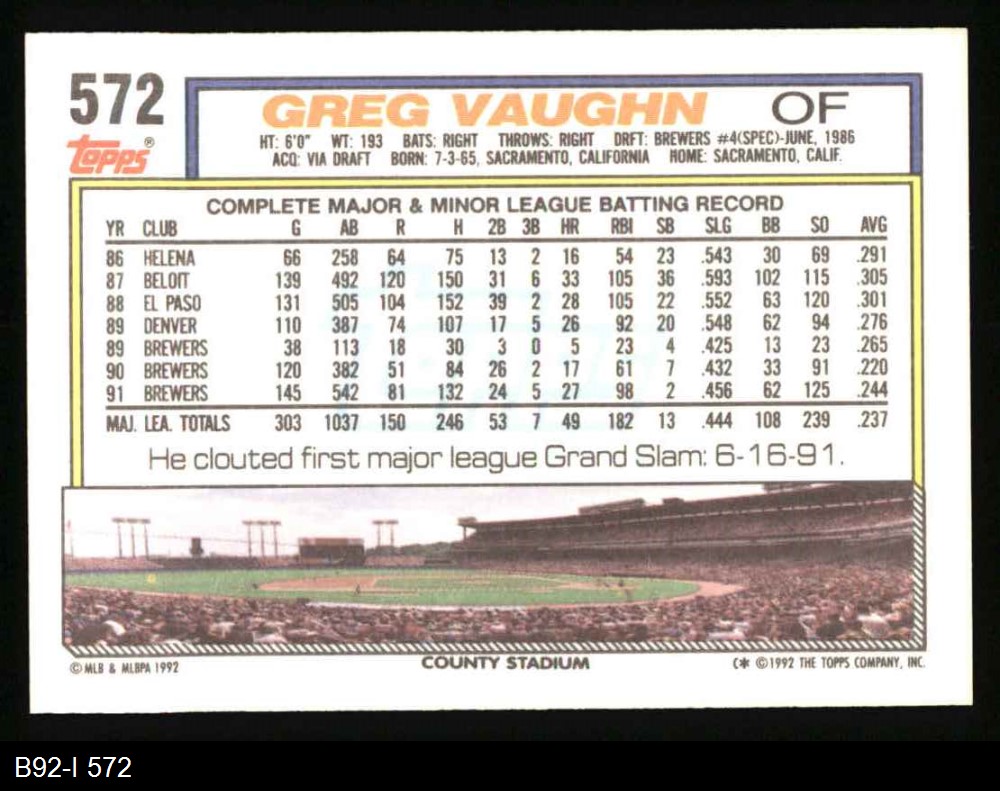 572
Topps®
GREG VAUGHN OF
HT: 6'0" WT: 193 BATS: RIGHT THROWS: RIGHT DRFT: BREWERS #4(SPEC)-JUNE, 1986
ACQ: VIA DRAFT BORN: 7-3-65, SACRAMENTO, CALIFORNIA HOME: SACRAMENTO, CALIF.
COMPLETE MAJOR & MINOR LEAGUE BATTING RECORD
YR CLUB G AB R H 2B 3B HR RBI SB SLG BB SO AVG
86 HELENA 66 258 64 75 13 2 16 54 23 .543 30 69 .291
87 BELOIT 139 492 120 150 31 6 33 105 36 .593 102 115 .305
88 EL PASO 131 505 104 152 39 2 28 105 22 .552 63 120 .301
89 DENVER 110 387 74 107 17 5 26 92 20 .548 62 94 .276
89 BREWERS 38 113 18 30 3 0 5 23 4 .425 13 23 .265
90 BREWERS 120 382 51 84 26 2 17 61 7 .432 33 91 .220
91 BREWERS 145 542 81 132 24 5 27 98 2 .456 62 125 .244
MAJ. LEA. TOTALS 303 1037 150 246 53 7 49 182 13 .444 108 239 .237
He clouted first major league Grand Slam: 6-16-91.
© MLB & MLBPA 1992 COUNTY STADIUM C* ©1992 THE TOPPS COMPANY, INC.
B92-I 572